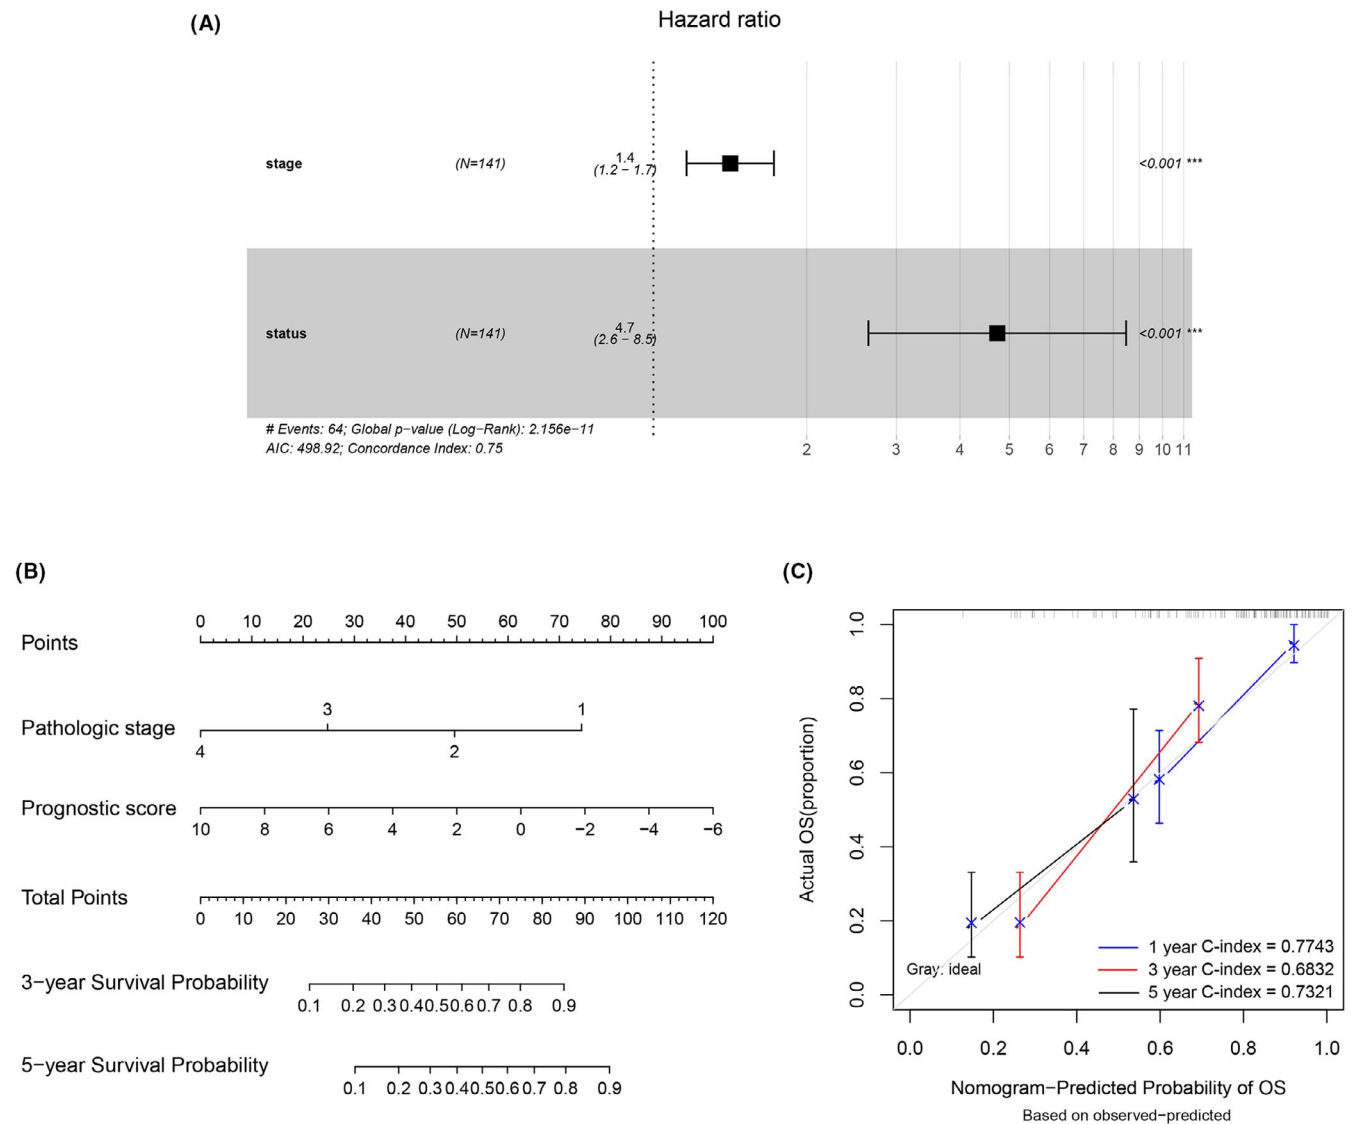 (A)
Hazard ratio
stage (N=141) 1.4 <0.001 ***
(1.2 − 1.7)
status (N=141) 4.7 <0.001 ***
(2.6 − 8.5)
# Events: 64; Global p−value (Log−Rank): 2.156e−11
AIC: 498.92; Concordance Index: 0.75
2 3 4 5 6 7 8 9 10 11
(B)
0 10 20 30 40 50 60 70 80 90 100
Points
3 1
Pathologic stage
4 2
Prognostic score
10 8 6 4 2 0 −2 −4 −6
Total Points
0 10 20 30 40 50 60 70 80 90 100 110 120
3−year Survival Probability
0.1 0.2 0.3 0.4 0.5 0.6 0.7 0.8 0.9
5−year Survival Probability
0.1 0.2 0.3 0.4 0.5 0.6 0.7 0.8 0.9
(C)
Actual OS(proportion)
1.0
0.8
0.6
0.4
0.2
0.0
Gray: ideal
1 year C-index = 0.7743
3 year C-index = 0.6832
5 year C-index = 0.7321
0.0 0.2 0.4 0.6 0.8 1.0
Nomogram−Predicted Probability of OS
Based on observed−predicted